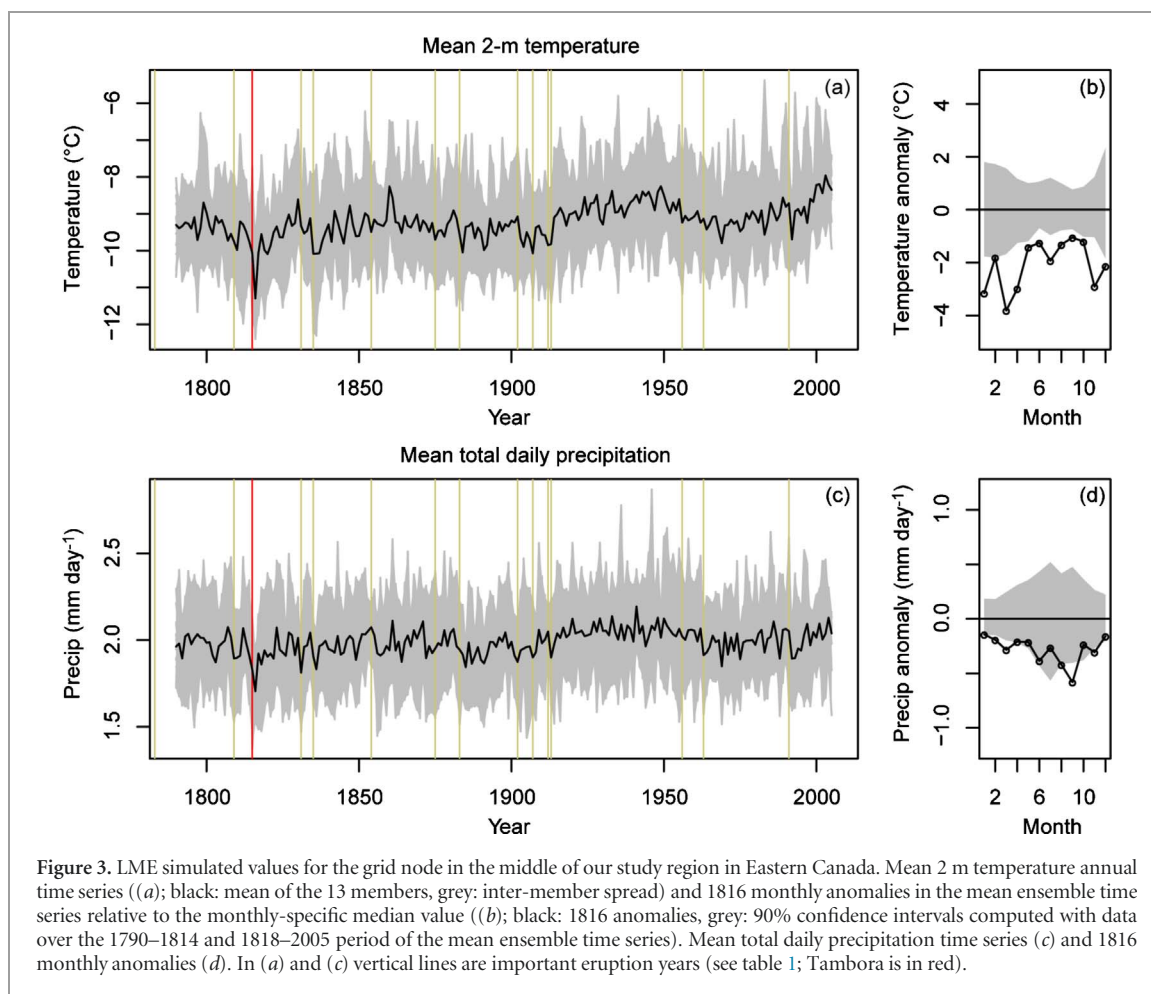 Mean 2-m temperature
(a)
Temperature (°C)
−6
−8
−10
−12
1800
1850
1900
1950
2000
Year
(b)
Temperature anomaly (°C)
4
2
0
−2
−4
2
6
10
Month
Mean total daily precipitation
(c)
Precip (mm day⁻¹)
2.5
2.0
1.5
1800
1850
1900
1950
2000
Year
(d)
Precip anomaly (mm day⁻¹)
1.0
0.0
−1.0
2
6
10
Month
Figure 3. LME simulated values for the grid node in the middle of our study region in Eastern Canada. Mean 2 m temperature annual
time series ((a); black: mean of the 13 members, grey: inter-member spread) and 1816 monthly anomalies in the mean ensemble time
series relative to the monthly-specific median value ((b); black: 1816 anomalies, grey: 90% confidence intervals computed with data
over the 1790–1814 and 1818–2005 period of the mean ensemble time series). Mean total daily precipitation time series (c) and 1816
monthly anomalies (d). In (a) and (c) vertical lines are important eruption years (see table 1; Tambora is in red).